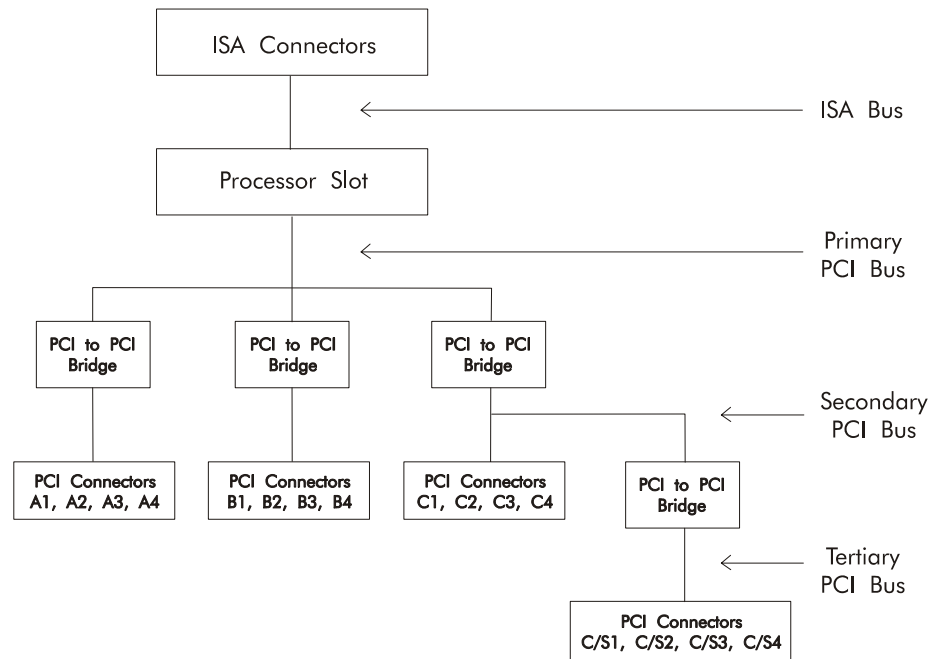 ISA Connectors
ISA Bus
Processor Slot
Primary
PCI Bus
PCI to PCI
Bridge
PCI to PCI
Bridge
PCI to PCI
Bridge
Secondary
PCI Bus
PCI Connectors
A1, A2, A3, A4
PCI Connectors
B1, B2, B3, B4
PCI Connectors
C1, C2, C3, C4
PCI to PCI
Bridge
Tertiary
PCI Bus
PCI Connectors
C/S1, C/S2, C/S3, C/S4